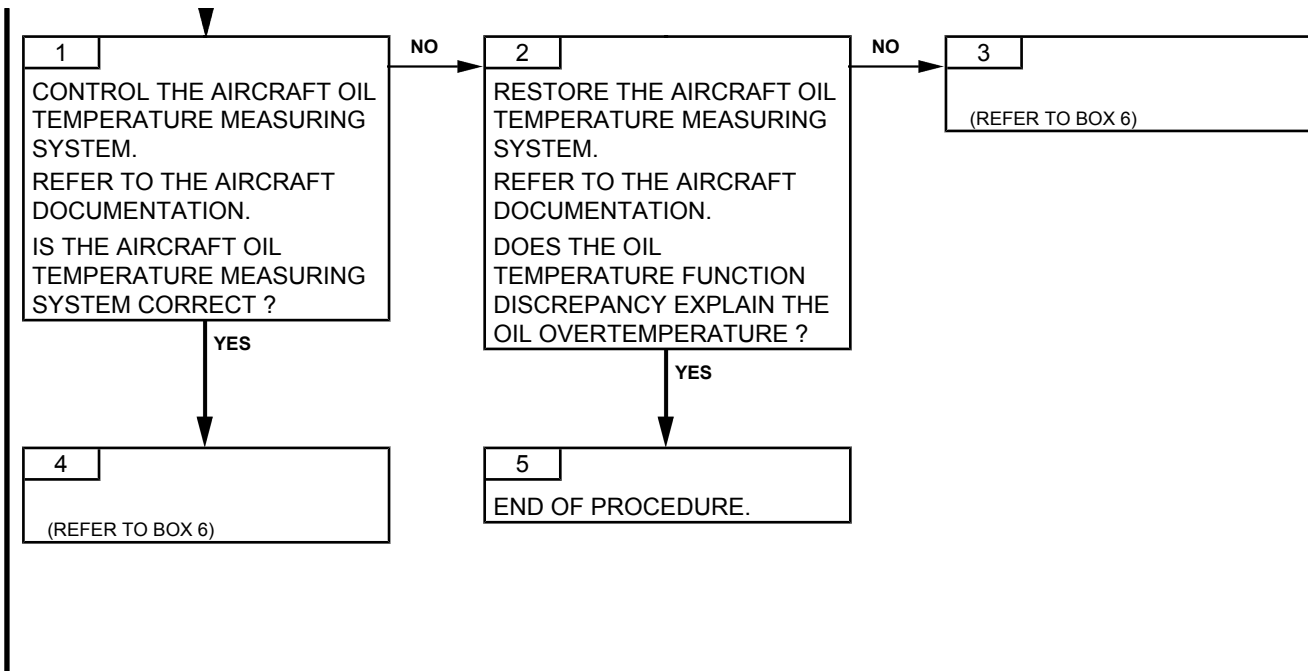 1
CONTROL THE AIRCRAFT OIL
TEMPERATURE MEASURING
SYSTEM.
REFER TO THE AIRCRAFT
DOCUMENTATION.
IS THE AIRCRAFT OIL
TEMPERATURE MEASURING
SYSTEM CORRECT ?
NO
YES
2
RESTORE THE AIRCRAFT OIL
TEMPERATURE MEASURING
SYSTEM.
REFER TO THE AIRCRAFT
DOCUMENTATION.
DOES THE OIL
TEMPERATURE FUNCTION
DISCREPANCY EXPLAIN THE
OIL OVERTEMPERATURE ?
NO
YES
3
(REFER TO BOX 6)
4
(REFER TO BOX 6)
5
END OF PROCEDURE.